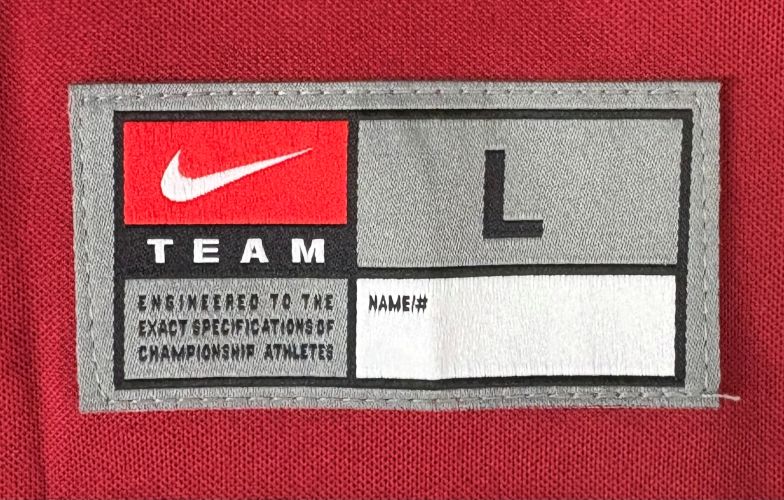 TEAM
L
ENGINEERED TO THE
EXACT SPECIFICATIONS OF
CHAMPIONSHIP ATHLETES
NAME/#